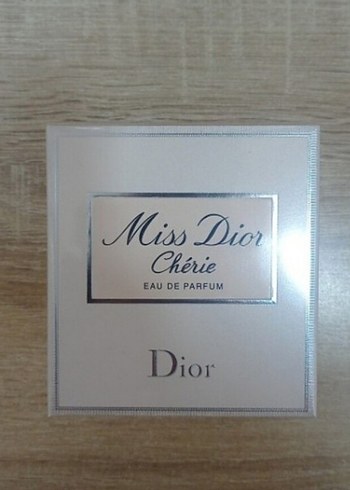 Miss Dior
Chérie
EAU DE PARFUM
Dior